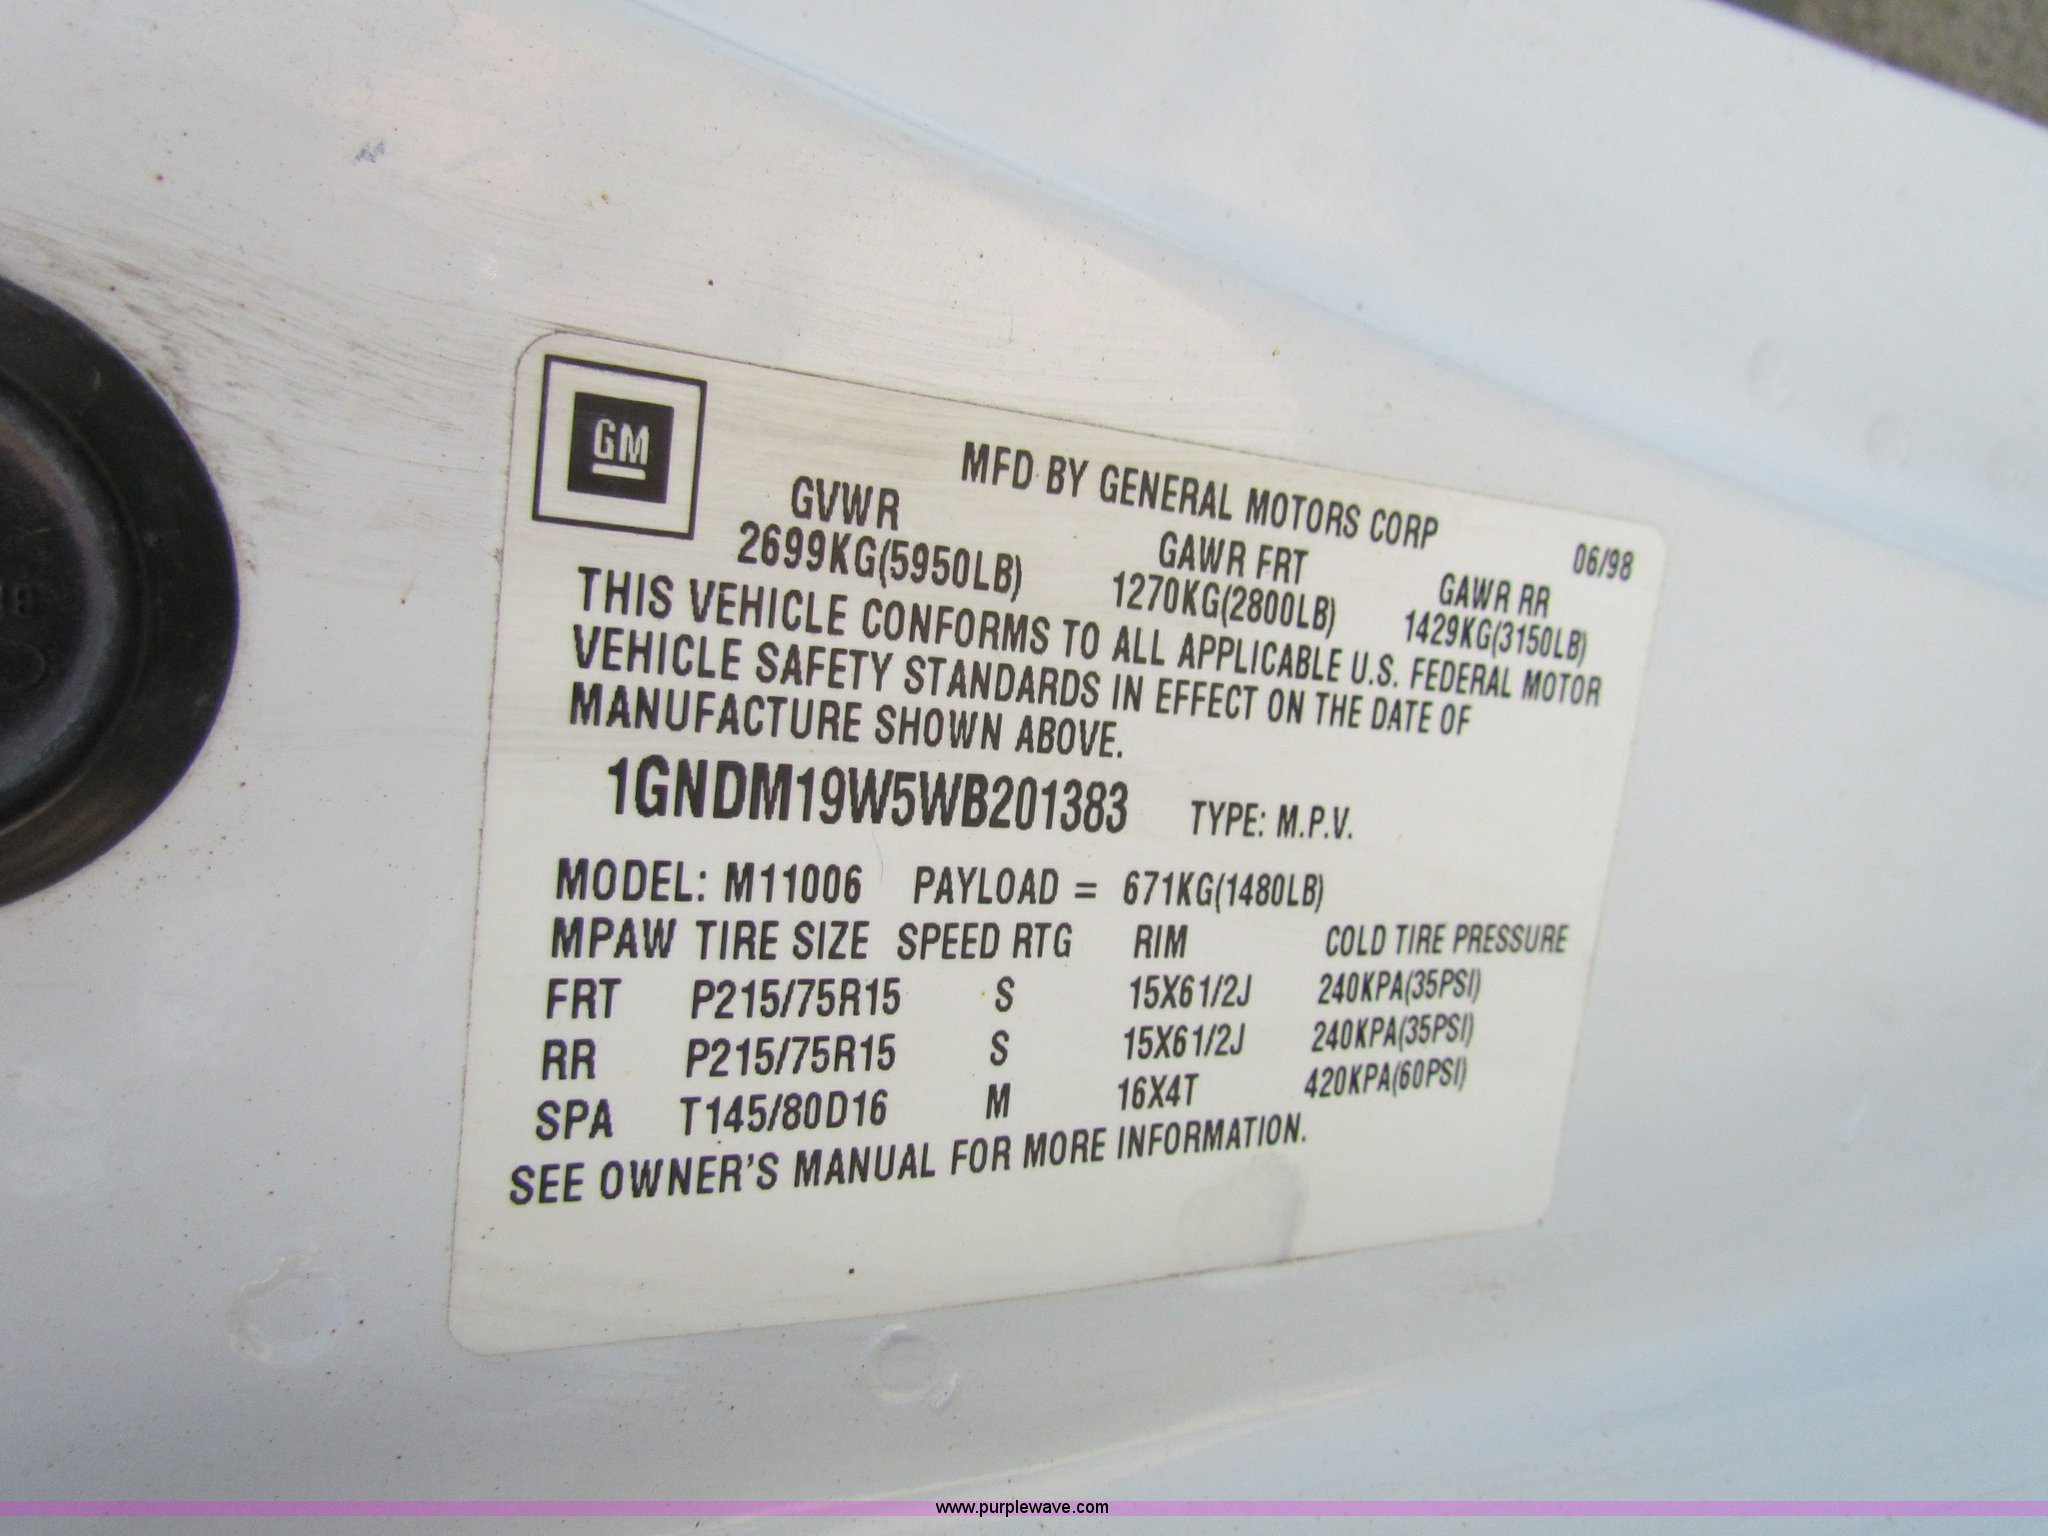 GM
MFD BY GENERAL MOTORS CORP
06/98
GVWR GAWR FRT GAWR RR
2699KG(5950LB) 1270KG(2800LB) 1429KG(3150LB)
THIS VEHICLE CONFORMS TO ALL APPLICABLE U.S. FEDERAL MOTOR
VEHICLE SAFETY STANDARDS IN EFFECT ON THE DATE OF
MANUFACTURE SHOWN ABOVE.
1GNDM19W5WB201383 TYPE: M.P.V.
MODEL: M11006 PAYLOAD = 671KG(1480LB)
MPAW TIRE SIZE SPEED RTG RIM COLD TIRE PRESSURE
FRT P215/75R15 S 15X61/2J 240KPA(35PSI)
RR P215/75R15 S 15X61/2J 240KPA(35PSI)
SPA T145/80D16 M 16X4T 420KPA(60PSI)
SEE OWNER'S MANUAL FOR MORE INFORMATION.
www.purplewave.com